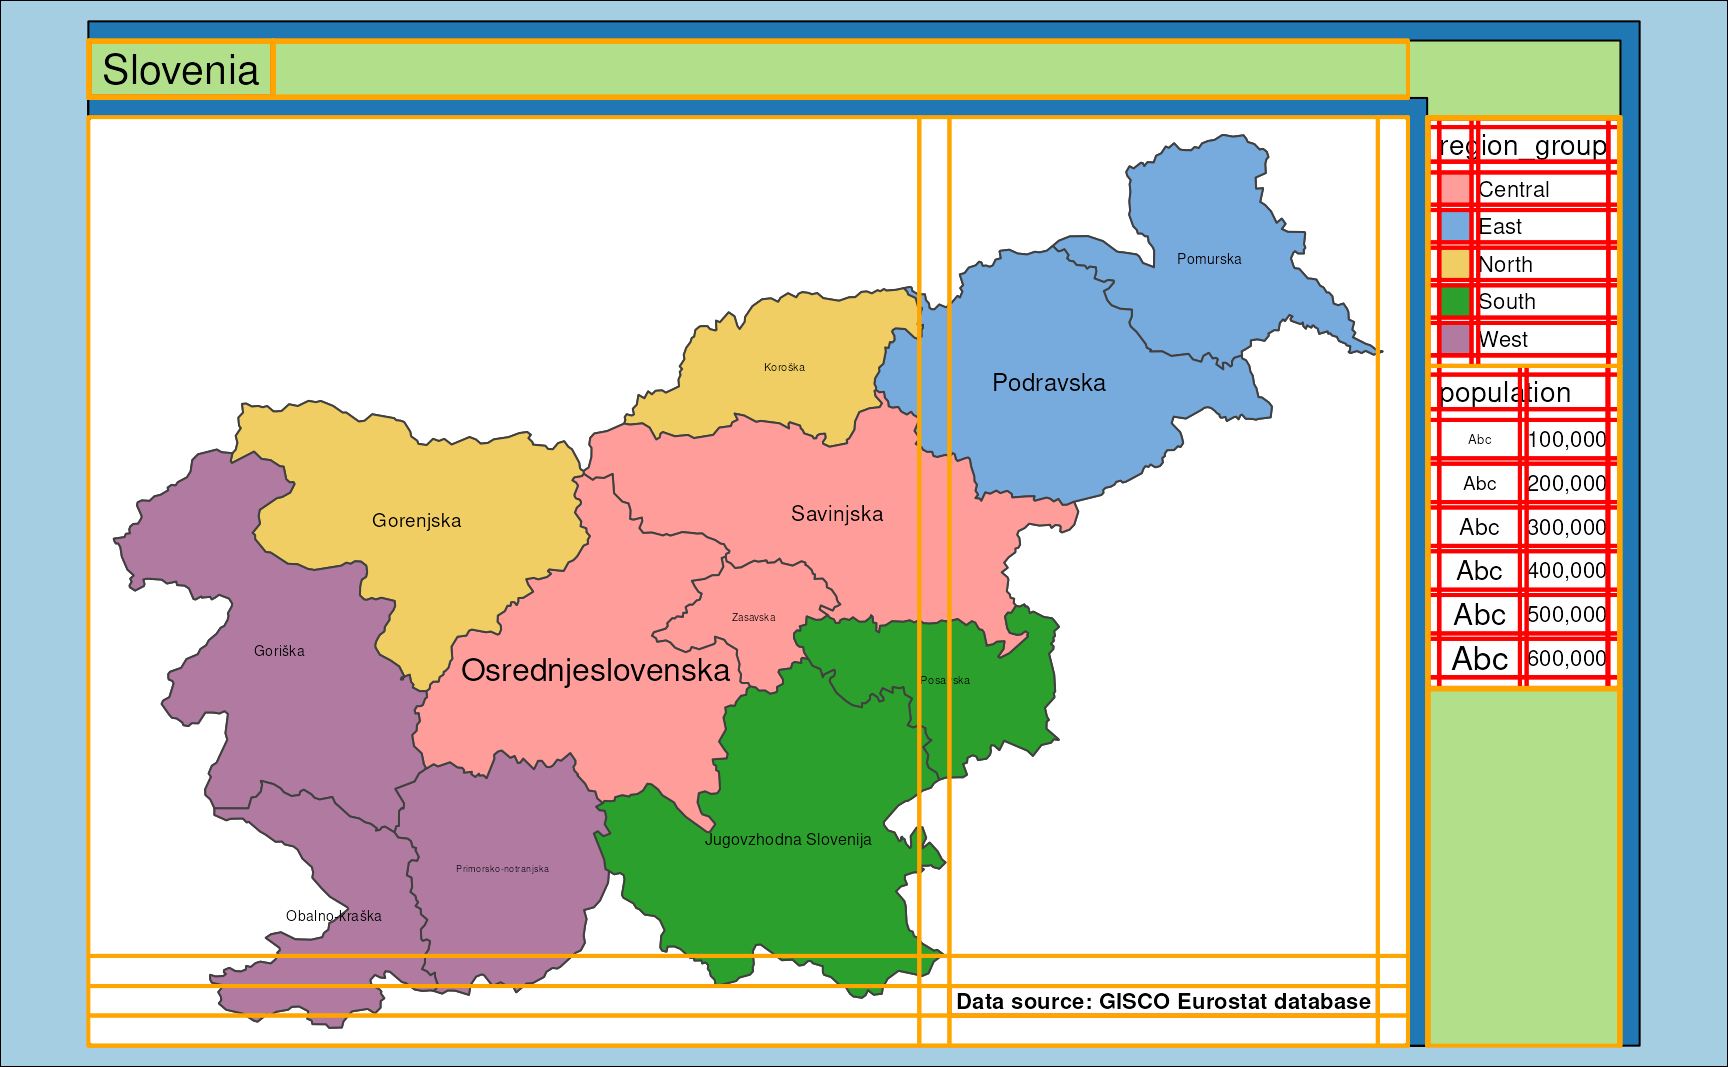 Slovenia
Pomurska
Koroška
Podravska
Gorenjska
Savinjska
Zasavska
Goriška
Osrednjeslovenska
Posavska
Jugovzhodna Slovenija
Primorsko-notranjska
Obalno-kraška
Data source: GISCO Eurostat database
region_group
Central
East
North
South
West
population
Abc 100,000
Abc 200,000
Abc 300,000
Abc 400,000
Abc 500,000
Abc 600,000